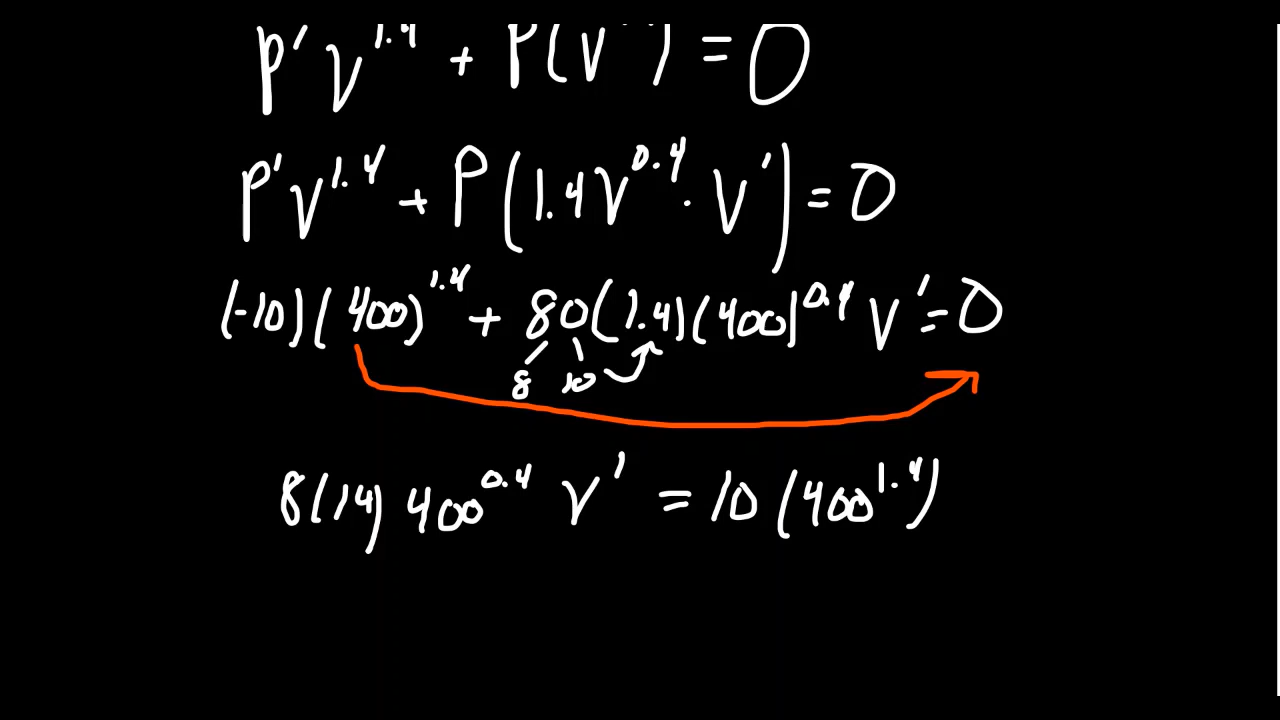 P'V^1.4 + P(V'') = 0
P'V^1.4 + P(1.4V^0.4 · V') = 0
(-10)(400)^1.4 + 80(1.4)(400)^0.4 V' = 0
8 10
8(14)400^0.4 V' = 10(400^1.4)